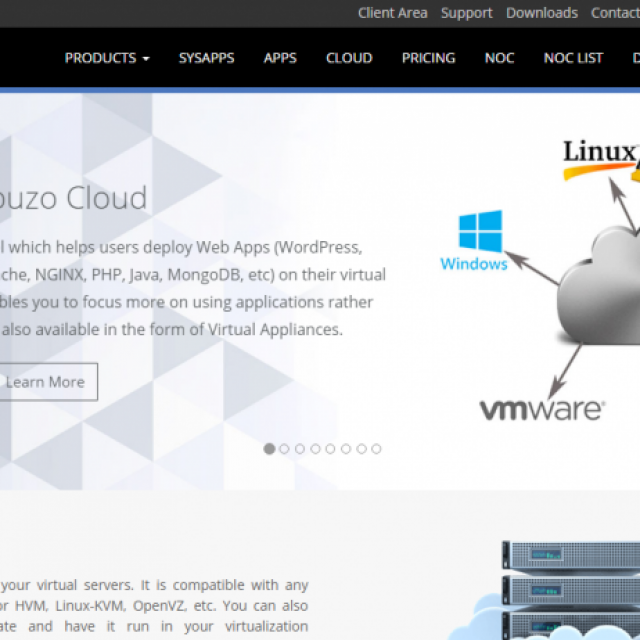 Client Area Support Downloads Contact
PRODUCTS SYSAPPS APPS CLOUD PRICING NOC NOC LIST
Linux
ouzo Cloud
l which helps users deploy Web Apps (WordPress,
che, NGINX, PHP, Java, MongoDB, etc) on their virtual
Windows
bles you to focus more on using applications rather
also available in the form of Virtual Appliances.
Learn More
vmware®
your virtual servers. It is compatible with any
or HVM, Linux-KVM, OpenVZ, etc. You can also
ate and have it run in your virtualization